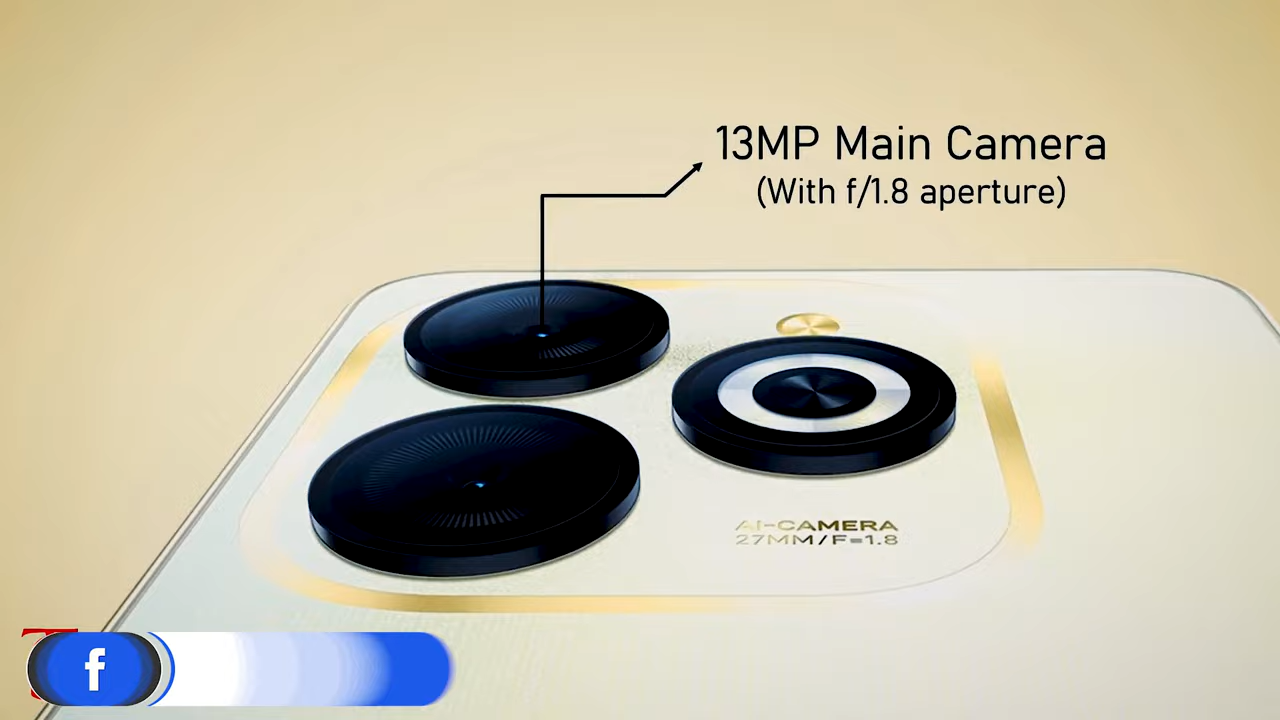 13MP Main Camera
(With f/1.8 aperture)
AI-CAMERA
27MM/F=1.8
f